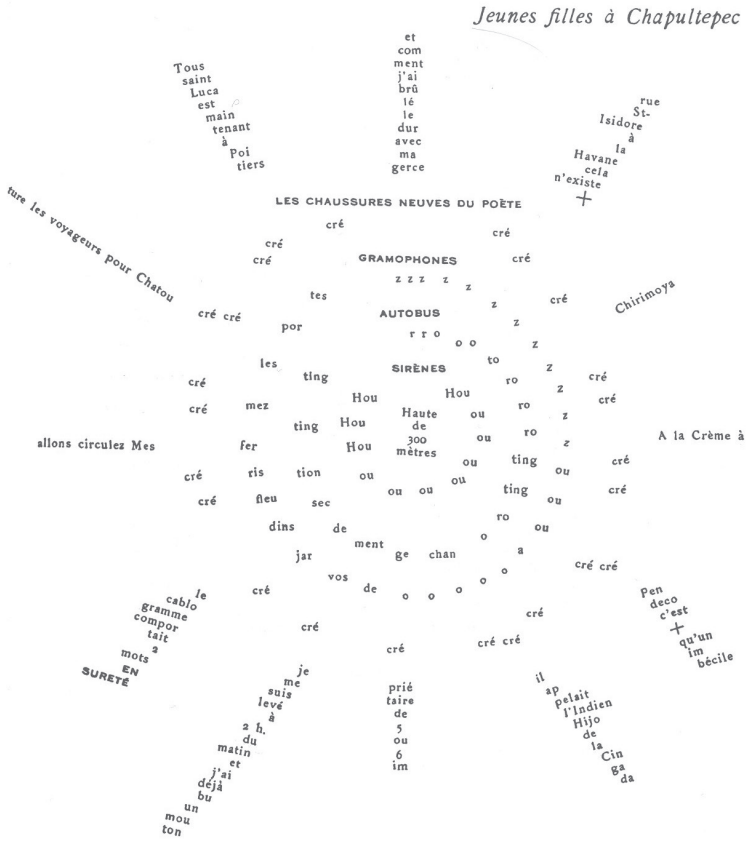 Jeunes filles à Chapultepec
Tous
saint
Luca
est
main
tenant
à
Poi
tiers
et
com
ment
j'ai
brû
lé
le
dur
avec
ma
gerce
rue
St-
Isidore
à
la
Havane
cela
n'existe
+
ture les voyageurs pour Chatou
Chirimoya
allons circulez Mes
A la Crème à
LES CHAUSSURES NEUVES DU POÈTE
cré
cré
cré
cré
cré
cré
cré cré
cré
cré
cré
cré
cré
cré
cré
cré
cré cré
cré
cré
cré
cré
cré cré
GRAMOPHONES
z z z z z z z z z z z z
tes
por
les
mez
fer
ris
fleu
dins
jar
vos
de
o o o o o o a
AUTOBUS
r r o o o to ro ro ro ting ting ro
ting
ting
tion
sec
de
ment
ge
chan
SIRÈNES
Hou
Hou
Hou
Hou
ou ou ou ou ou ou ou
ou ou ou
Haute
de
300
mètres
Pen
deco
c'est
+
qu'un
im
bécile
il
ap
pelait
l'Indien
Hijo
de
la
Cin
ga
da
prié
taire
de
5
ou
6
im
je
me
suis
levé
à
2 h.
du
matin
et
j'ai
déjà
bu
un
mou
ton
le
cablo
gramme
compor
tait
2
mots
EN
SURETÉ